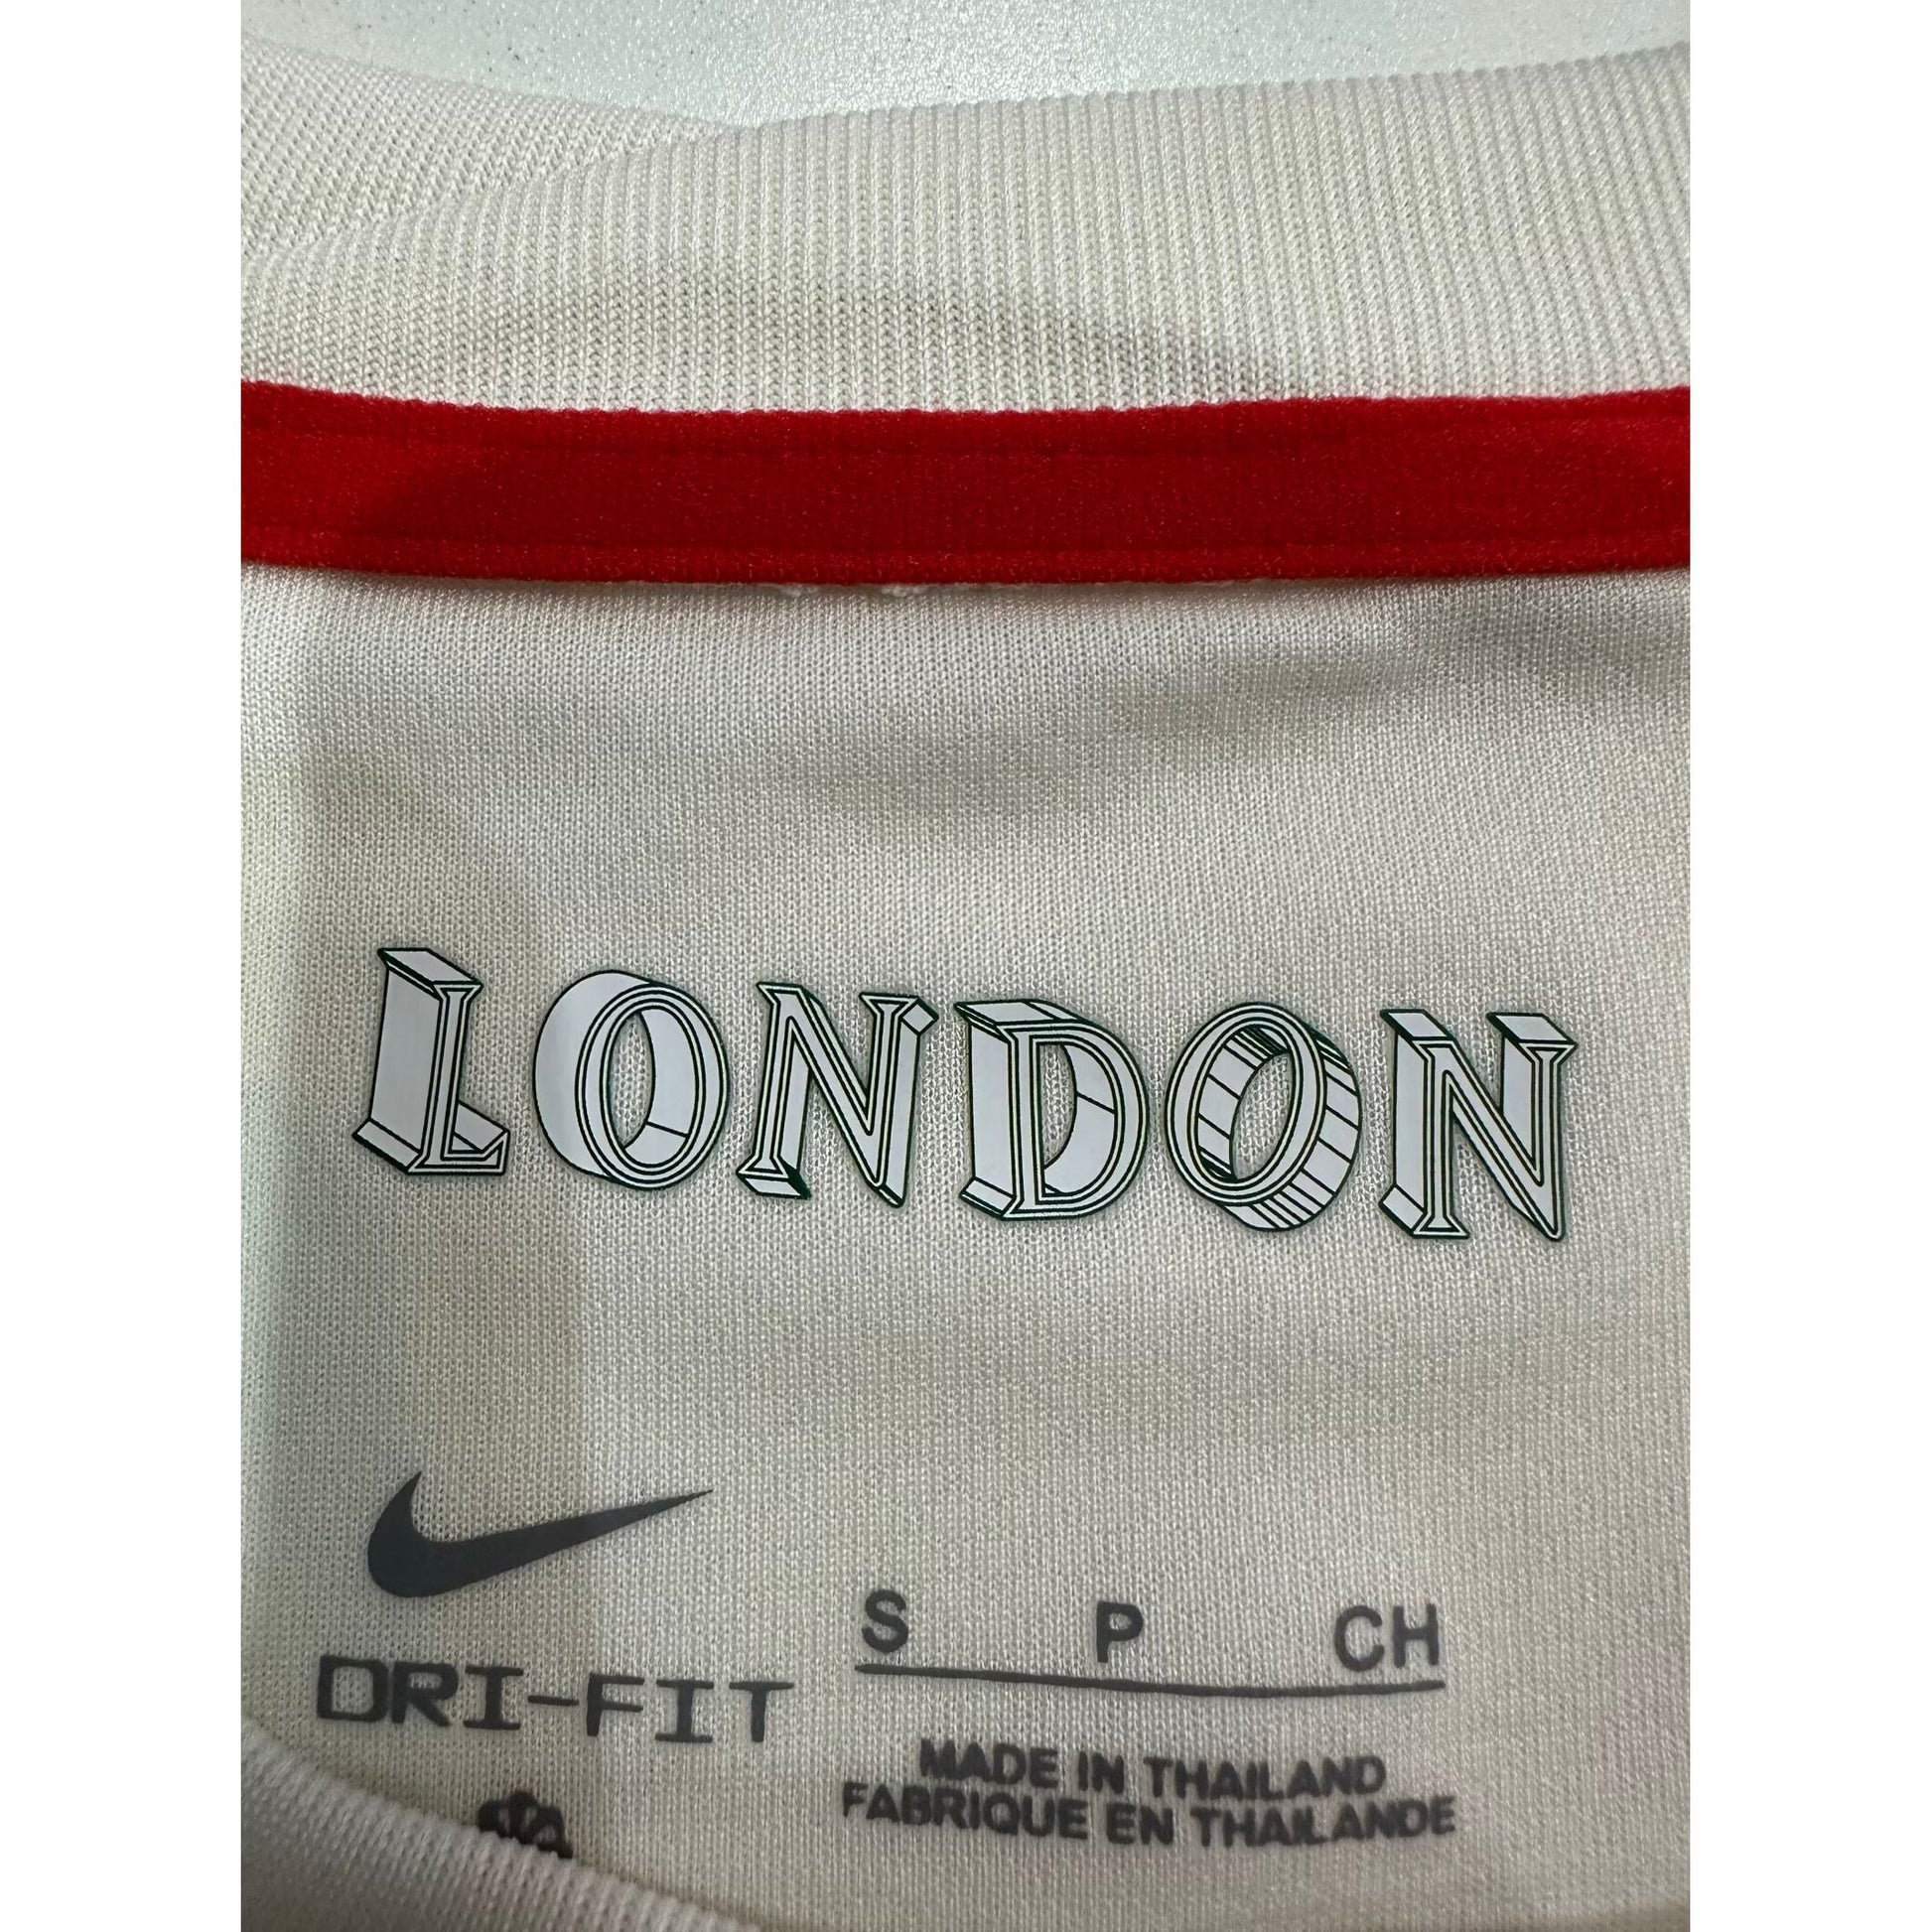 LONDON
DRI-FIT
S P CH
MADE IN THAILAND
FABRIQUE EN THAILANDE